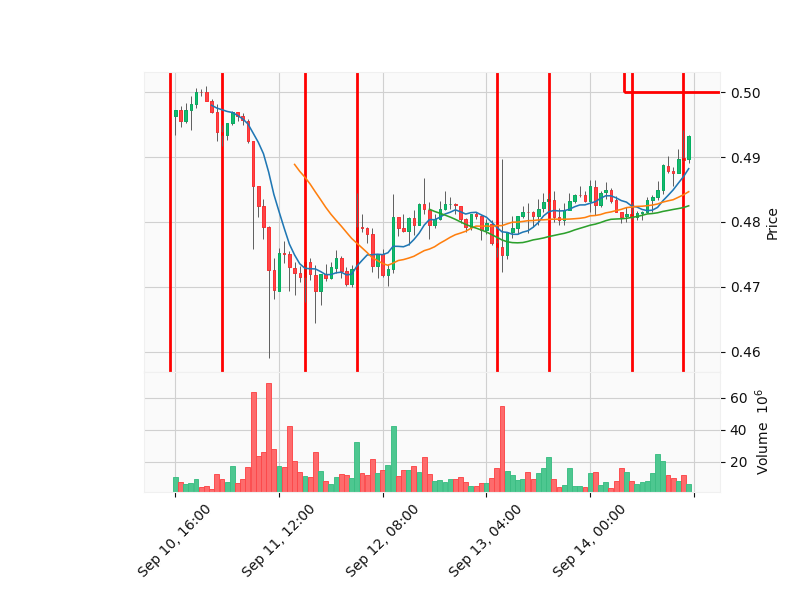 0.50
0.49
0.48
0.47
0.46
Price
60
40
20
Volume 10^6
Sep 10, 16:00
Sep 11, 12:00
Sep 12, 08:00
Sep 13, 04:00
Sep 14, 00:00